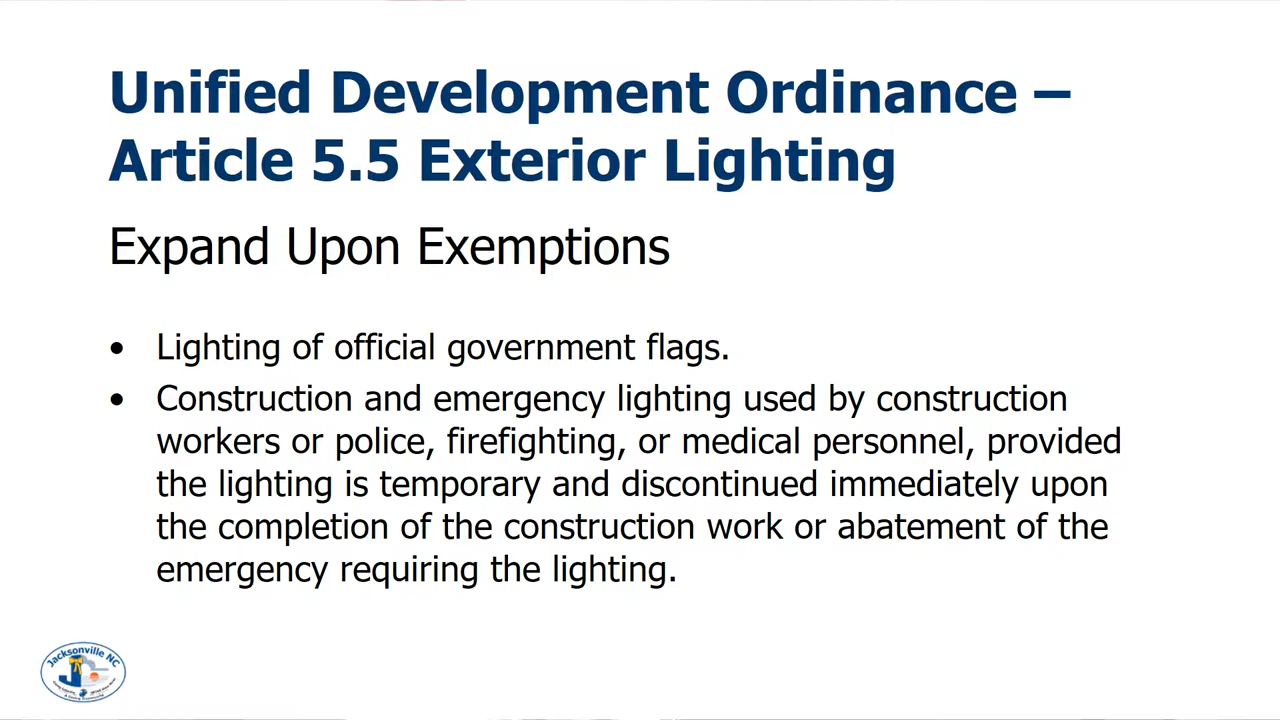 Unified Development Ordinance –
Article 5.5 Exterior Lighting
Expand Upon Exemptions
• Lighting of official government flags.
• Construction and emergency lighting used by construction
workers or police, firefighting, or medical personnel, provided
the lighting is temporary and discontinued immediately upon
the completion of the construction work or abatement of the
emergency requiring the lighting.
Jacksonville NC